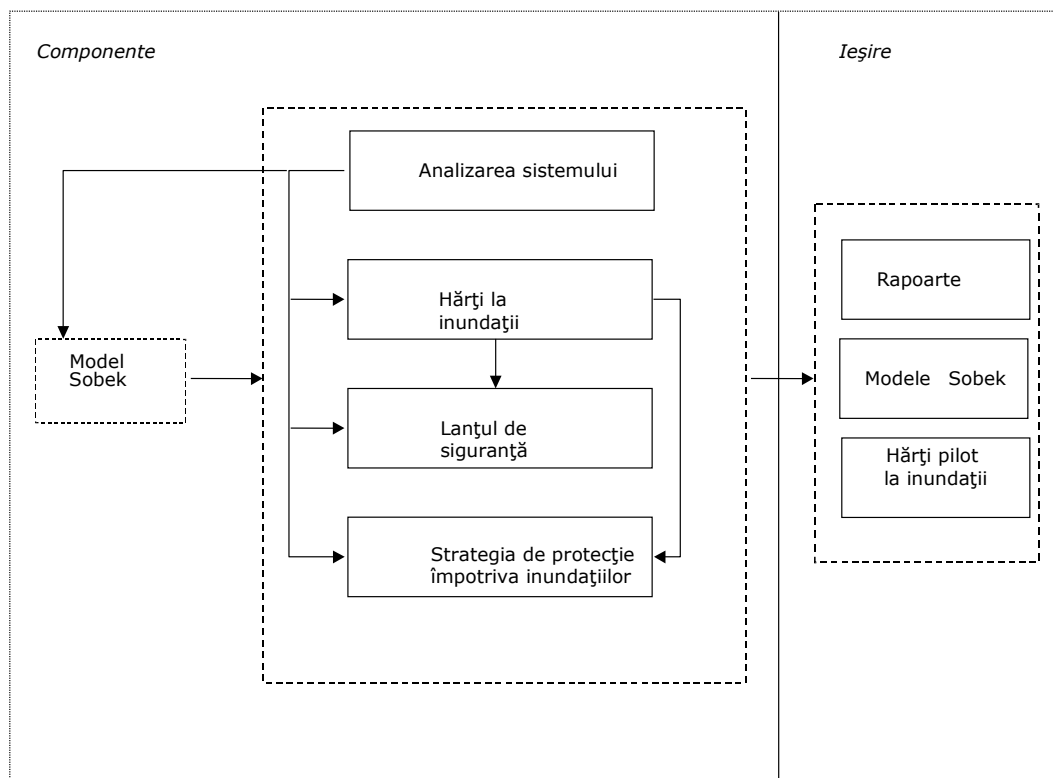 Componente
Ieşire
Analizarea sistemului
Hărţi la
inundaţii
Model
Sobek
Lanţul de
siguranţă
Strategia de protecţie
împotriva inundaţiilor
Rapoarte
Modele Sobek
Hărţi pilot
la inundaţii